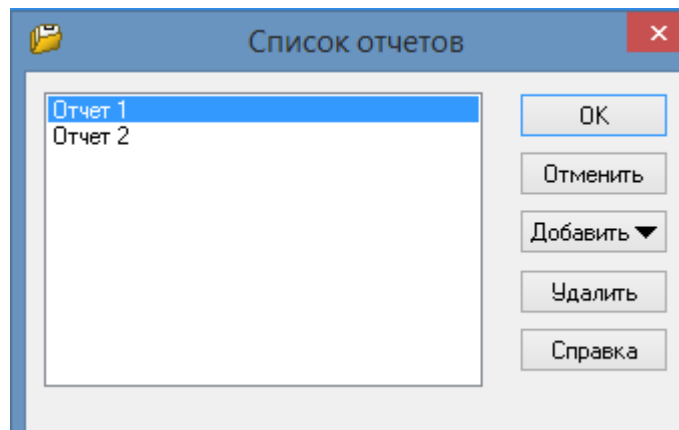 Список отчетов
Отчет 1
Отчет 2
OK
Отменить
Добавить
Удалить
Справка